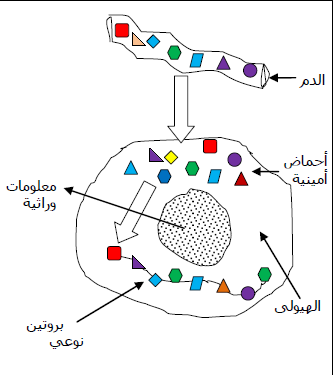 الدم
أحماض
أمينية
معلومات
وراثية
الهيولى
بروتين
نوعي